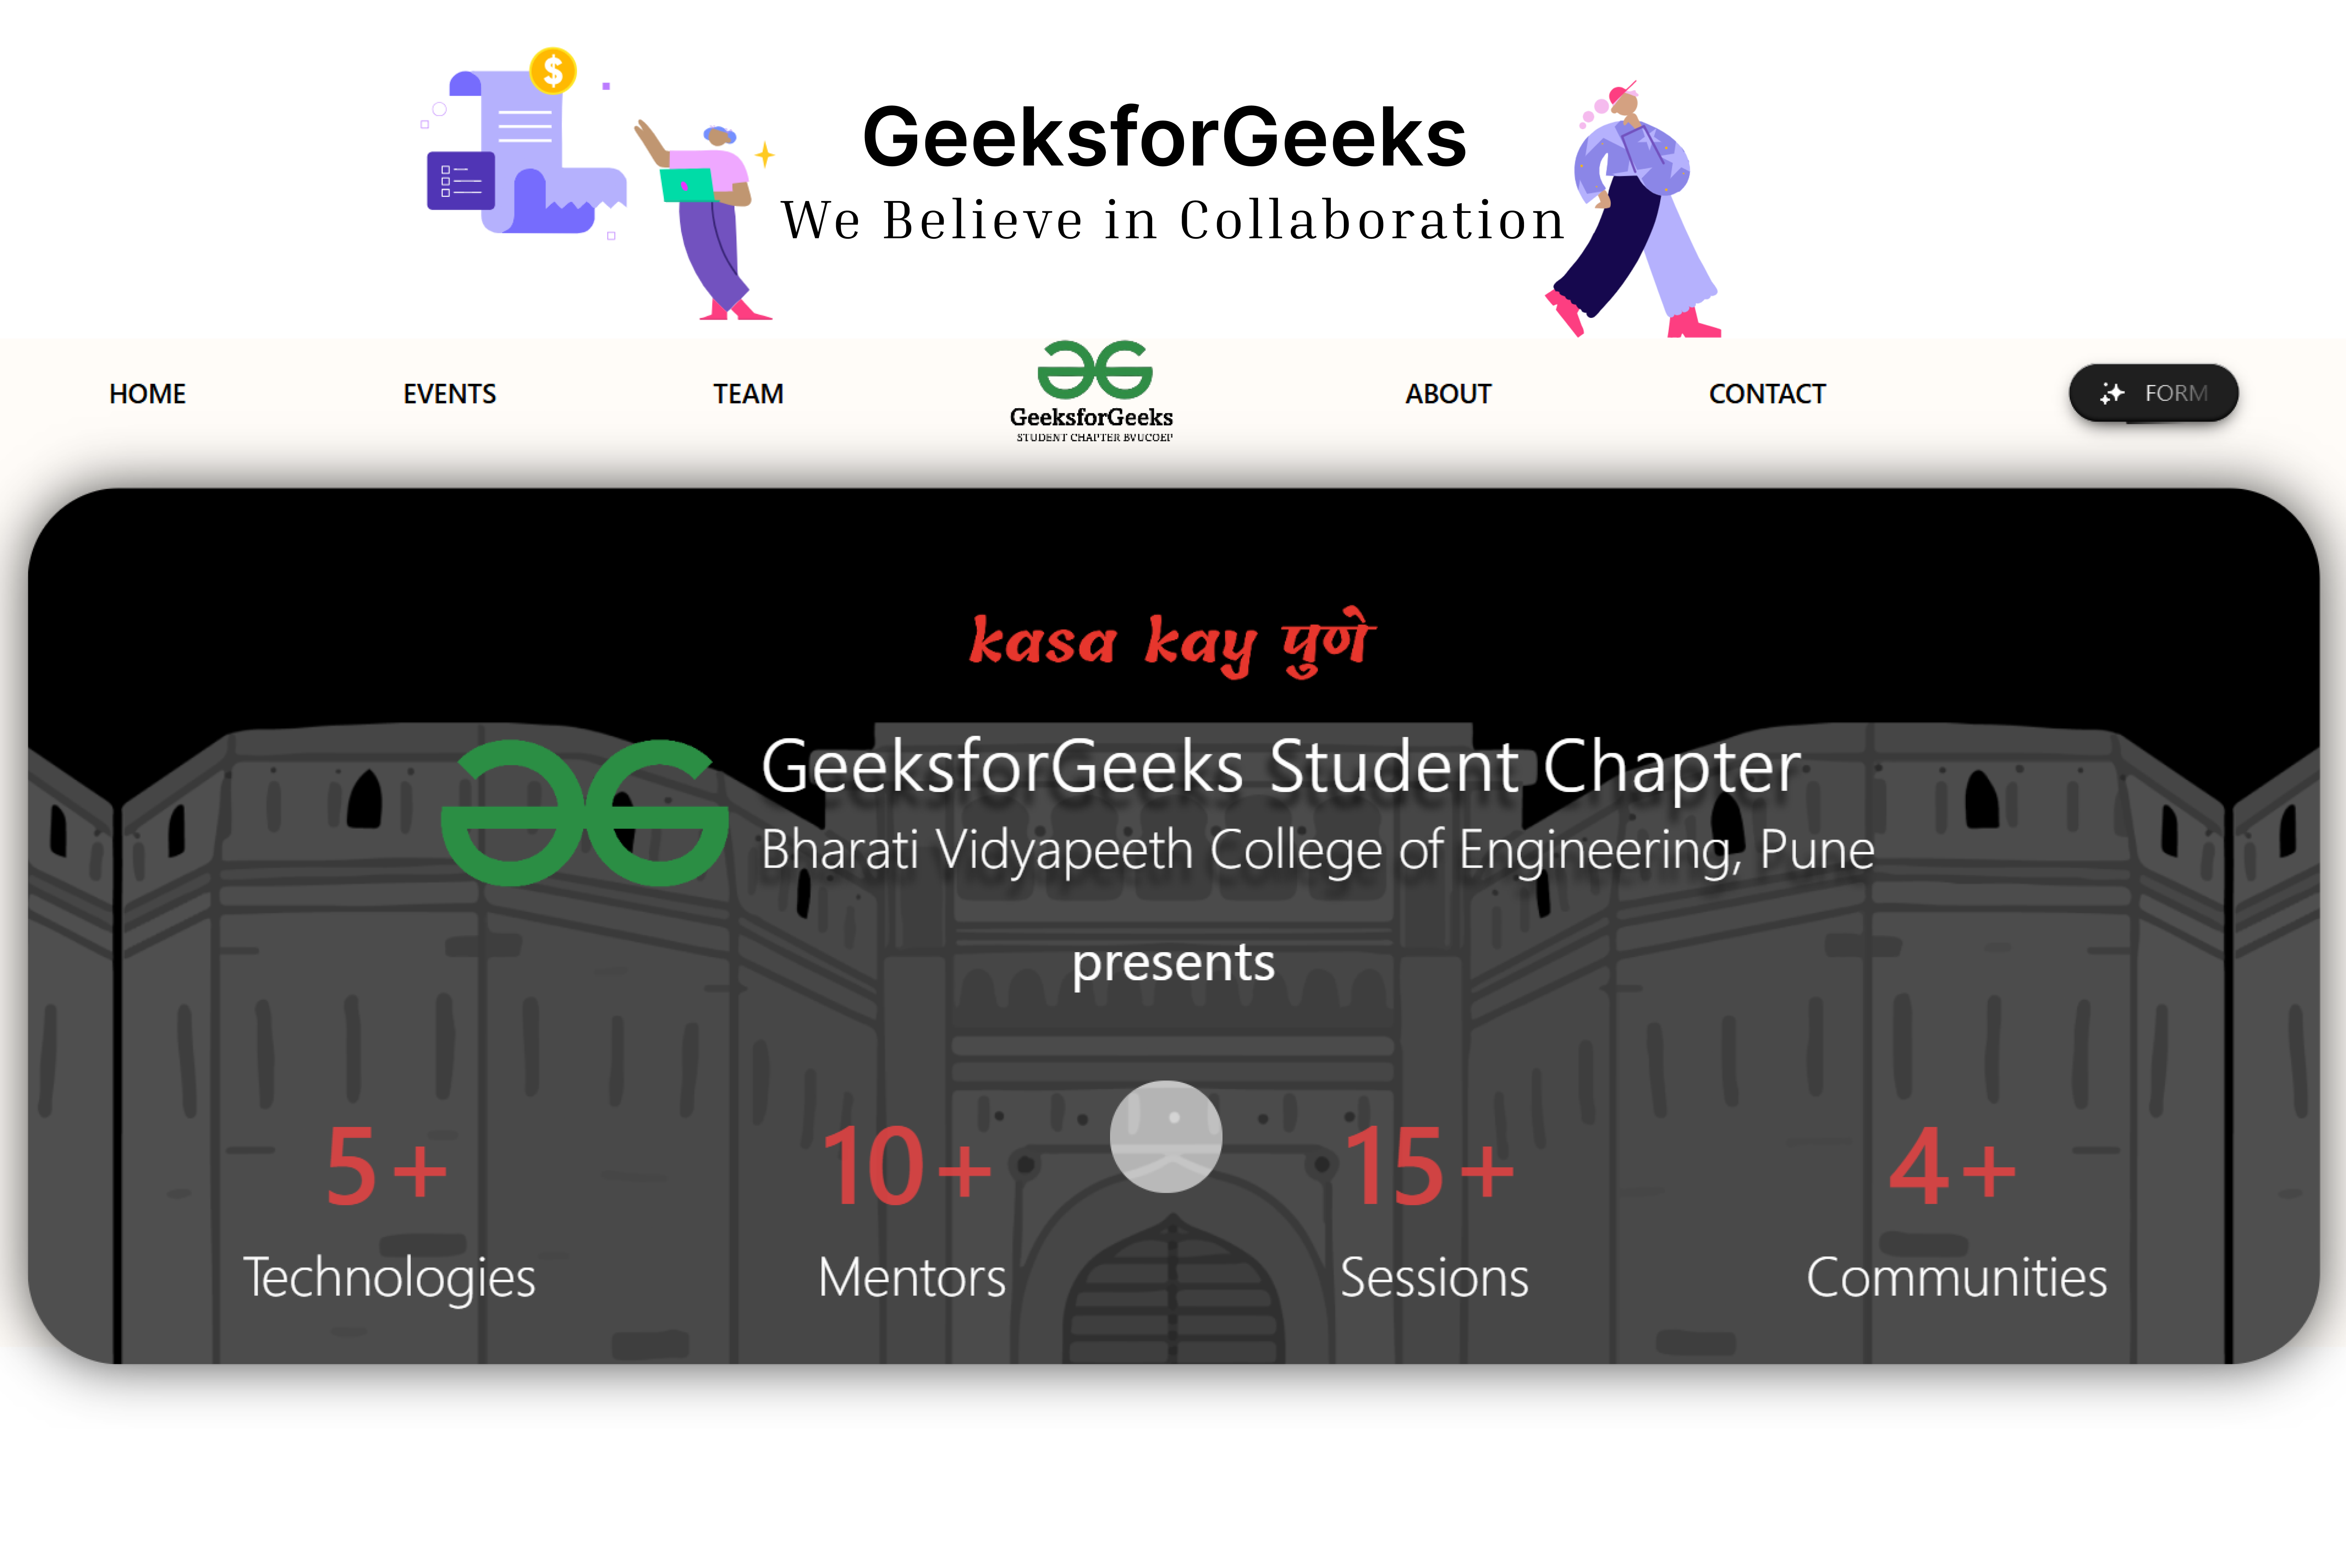 $
GeeksforGeeks
We Believe in Collaboration
HOME EVENTS TEAM ABOUT CONTACT FORM
GeeksforGeeks
STUDENT CHAPTER BVUCOEP
kasa kay पुणे
GeeksforGeeks Student Chapter
Bharati Vidyapeeth College of Engineering, Pune
presents
5+ 10+ 15+ 4+
Technologies Mentors Sessions Communities